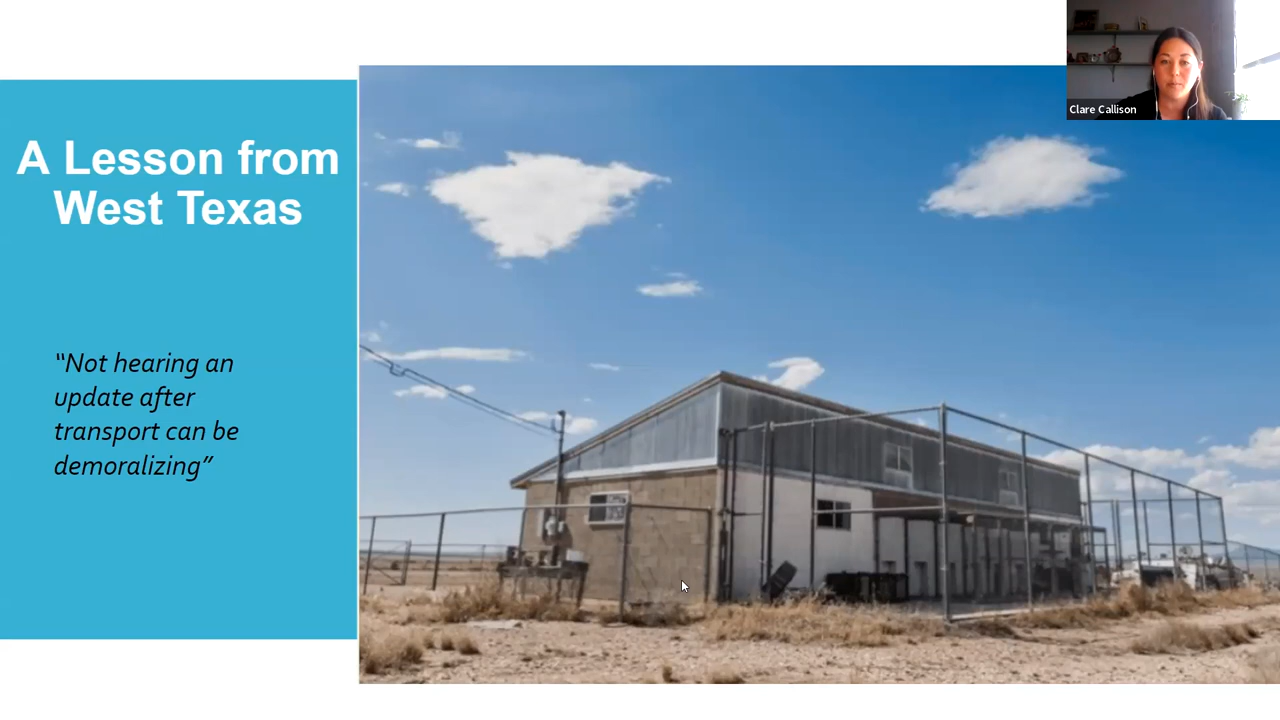 Clare Callison
A Lesson from
West Texas
“Not hearing an
update after
transport can be
demoralizing”